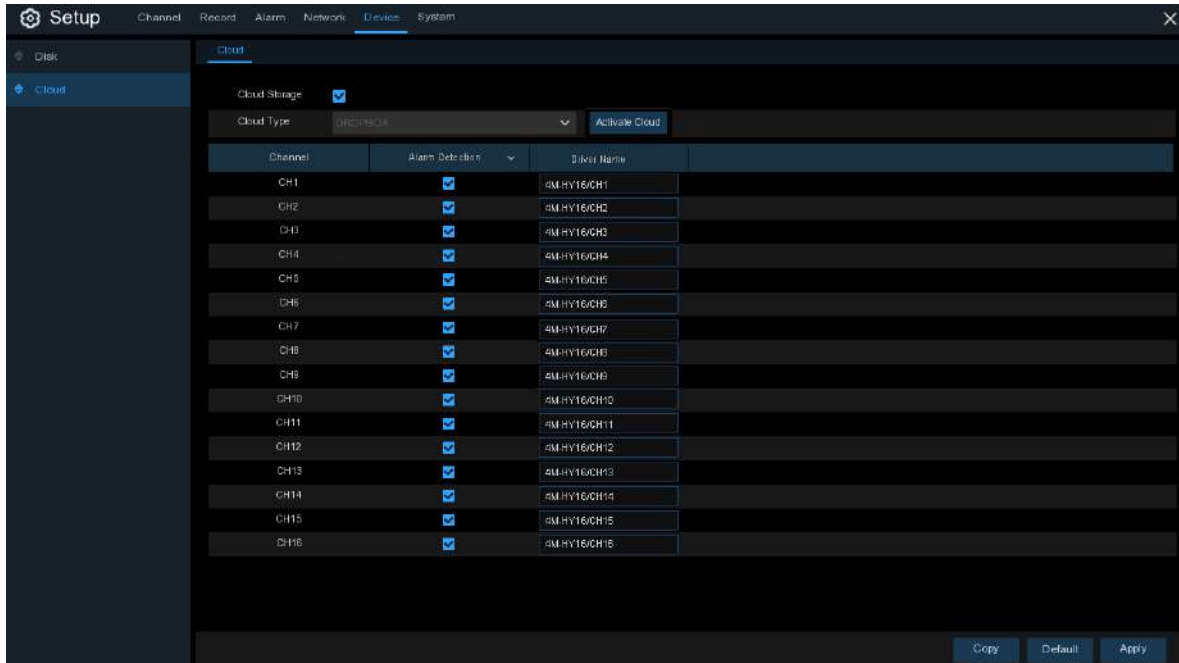 Setup Channel Record Alarm Network Device System
Disk
Cloud
Cloud
Cloud Storage
Cloud Type DROPBOX Activate Cloud
Channel Alarm Detection Driver Name
CH1 4M-HY16/CH1
CH2 4M-HY16/CH2
CH3 4M-HY16/CH3
CH4 4M-HY16/CH4
CH5 4M-HY16/CH5
CH6 4M-HY16/CH6
CH7 4M-HY16/CH7
CH8 4M-HY16/CH8
CH9 4M-HY16/CH9
CH10 4M-HY16/CH10
CH11 4M-HY16/CH11
CH12 4M-HY16/CH12
CH13 4M-HY16/CH13
CH14 4M-HY16/CH14
CH15 4M-HY16/CH15
CH16 4M-HY16/CH16
Copy Default Apply